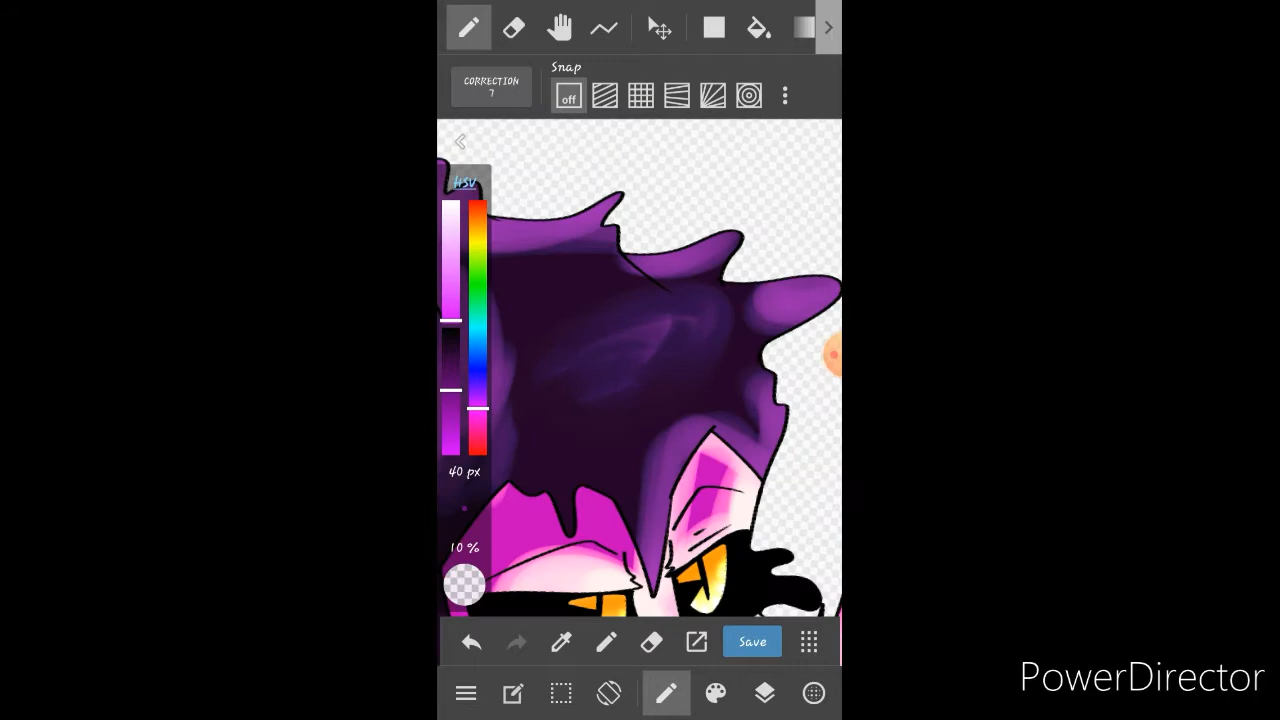 CORRECTION
7
Snap
off
HSV
40 px
10 %
Save
PowerDirector